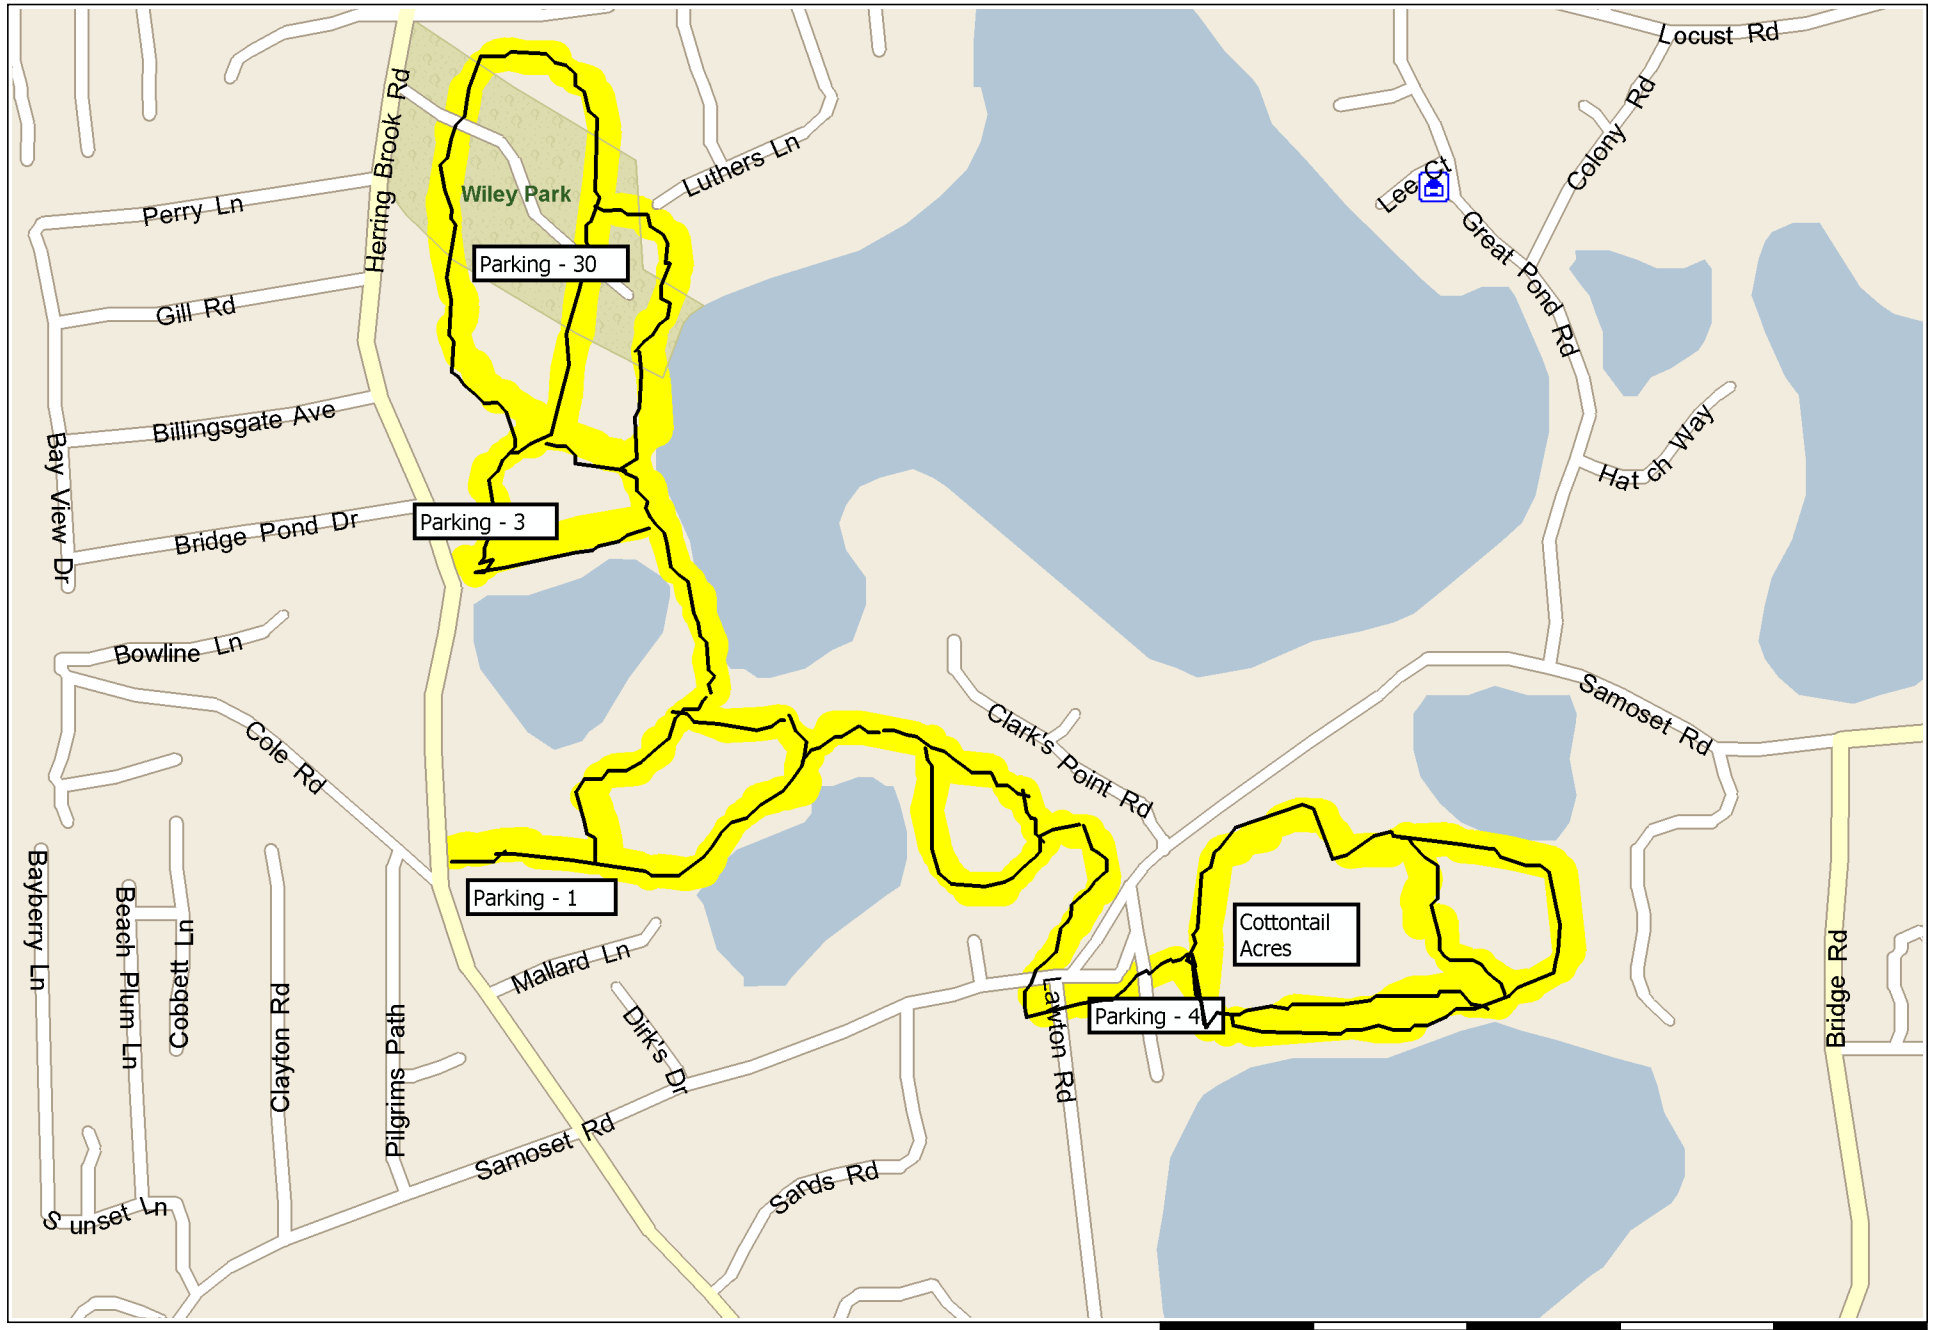 Locust Rd
Herring Brook Rd
Colony Rd
Luthers Ln
Lee Ct
Wiley Park
Perry Ln
Great Pond Rd
Parking - 30
Gill Rd
Billingsgate Ave
Hatch Way
Bay View Dr
Parking - 3
Bridge Pond Dr
Bowline Ln
Samoset Rd
Clark's Point Rd
Cole Rd
Bayberry Ln
Beach Plum Ln
Cobbett Ln
Parking - 1
Cottontail
Acres
Mallard Ln
Clayton Rd
Pilgrims Path
Dirk's Dr
Lawton Rd
Parking - 4
Bridge Rd
Samoset Rd
Sands Rd
Sunset Ln